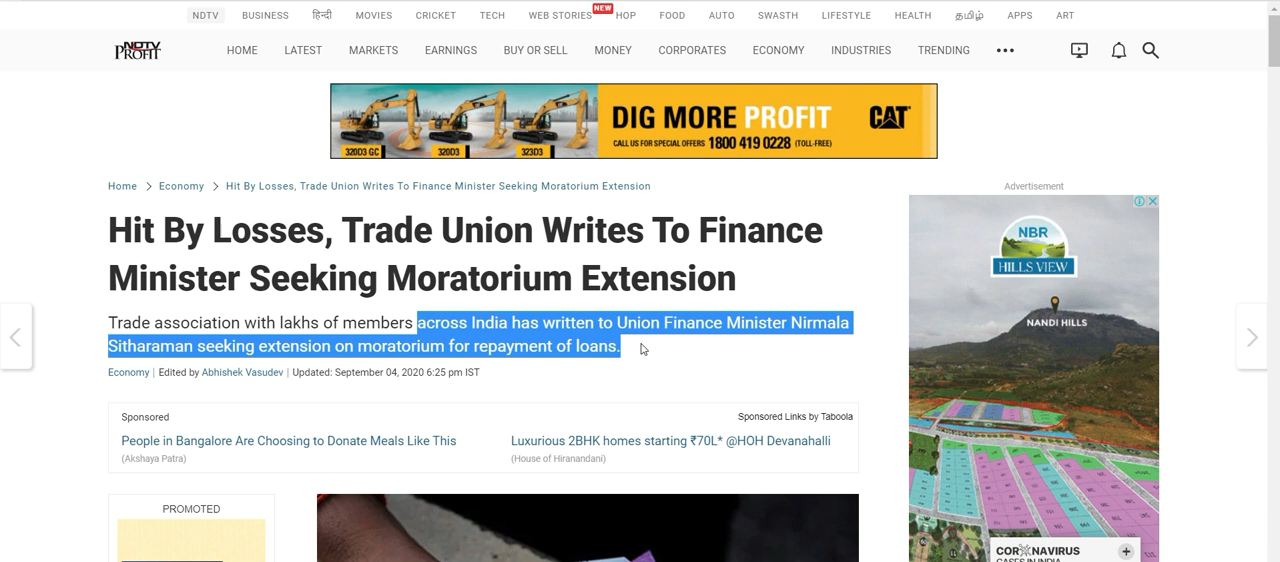 NDTV BUSINESS हिन्दी MOVIES CRICKET TECH WEB STORIES NEW HOP FOOD AUTO SWASTH LIFESTYLE HEALTH தமிழ் APPS ART
NDTV
PROFIT
HOME LATEST MARKETS EARNINGS BUY OR SELL MONEY CORPORATES ECONOMY INDUSTRIES TRENDING
DIG MORE PROFIT CAT
CALL US FOR SPECIAL OFFERS 1800 419 0228 (TOLL-FREE)
320D3 GC 320D3 323D3
Home Economy Hit By Losses, Trade Union Writes To Finance Minister Seeking Moratorium Extension
Hit By Losses, Trade Union Writes To Finance
Minister Seeking Moratorium Extension
Trade association with lakhs of members across India has written to Union Finance Minister Nirmala
Sitharaman seeking extension on moratorium for repayment of loans.
Economy | Edited by Abhishek Vasudev | Updated: September 04, 2020 6:25 pm IST
Sponsored
Sponsored Links by Taboola
People in Bangalore Are Choosing to Donate Meals Like This
(Akshaya Patra)
Luxurious 2BHK homes starting ₹70L* @HOH Devanahalli
(House of Hiranandani)
PROMOTED
Advertisement
NBR
HILLS VIEW
NANDI HILLS
CORONAVIRUS
CASES IN INDIA